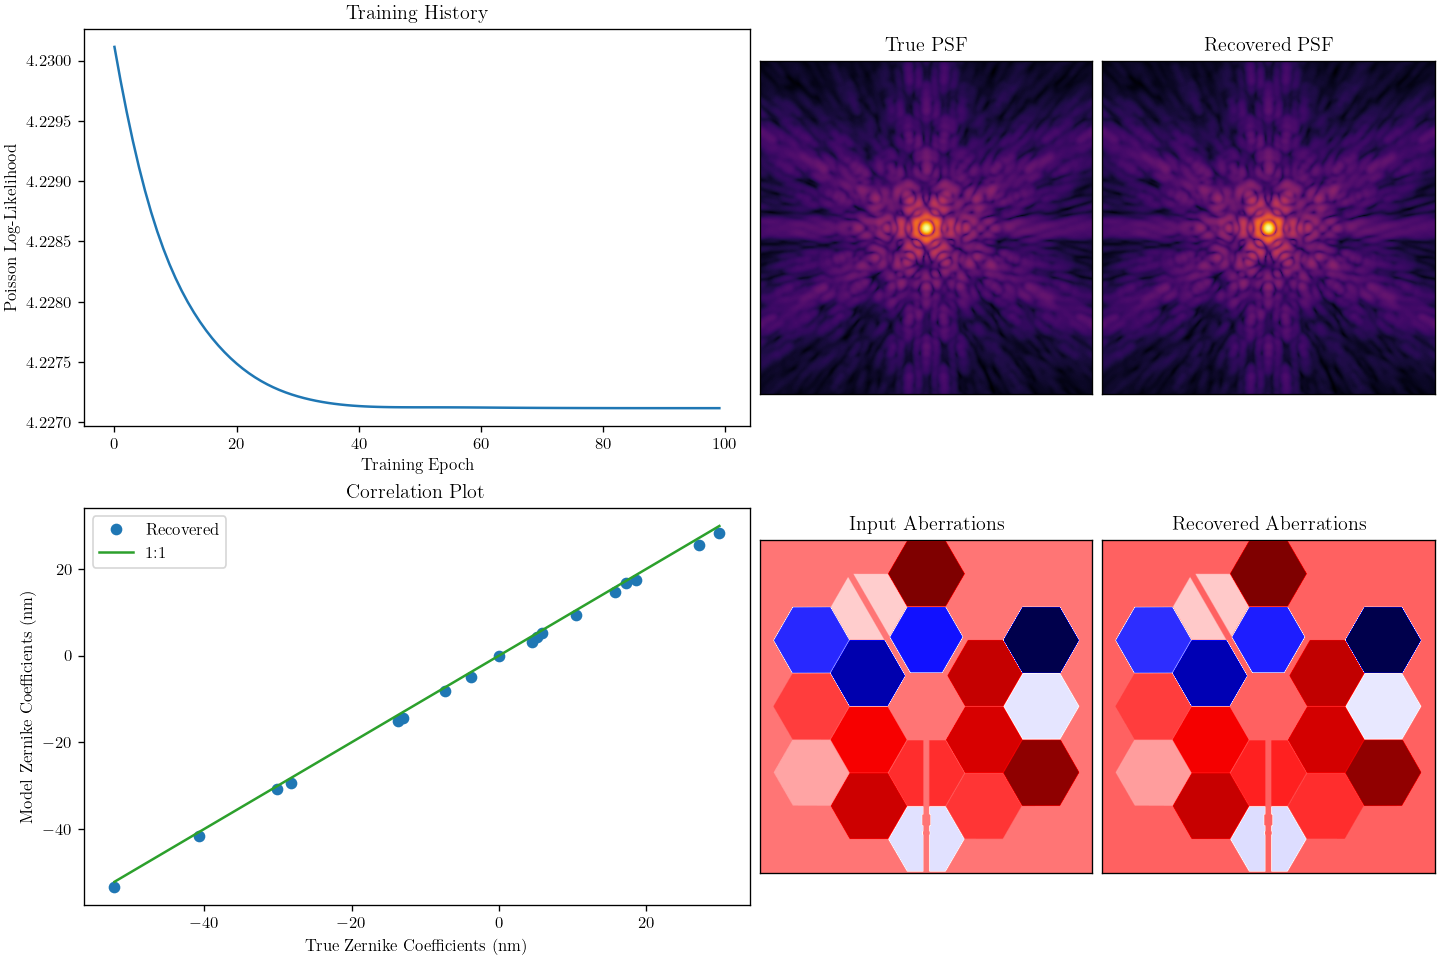 Training History
4.2300
4.2295
4.2290
4.2285
4.2280
4.2275
4.2270
Poisson Log-Likelihood
0 20 40 60 80 100
Training Epoch
True PSF
Recovered PSF
Correlation Plot
Recovered
1:1
20
0
−20
−40
Model Zernike Coefficients (nm)
−40 −20 0 20
True Zernike Coefficients (nm)
Input Aberrations
Recovered Aberrations